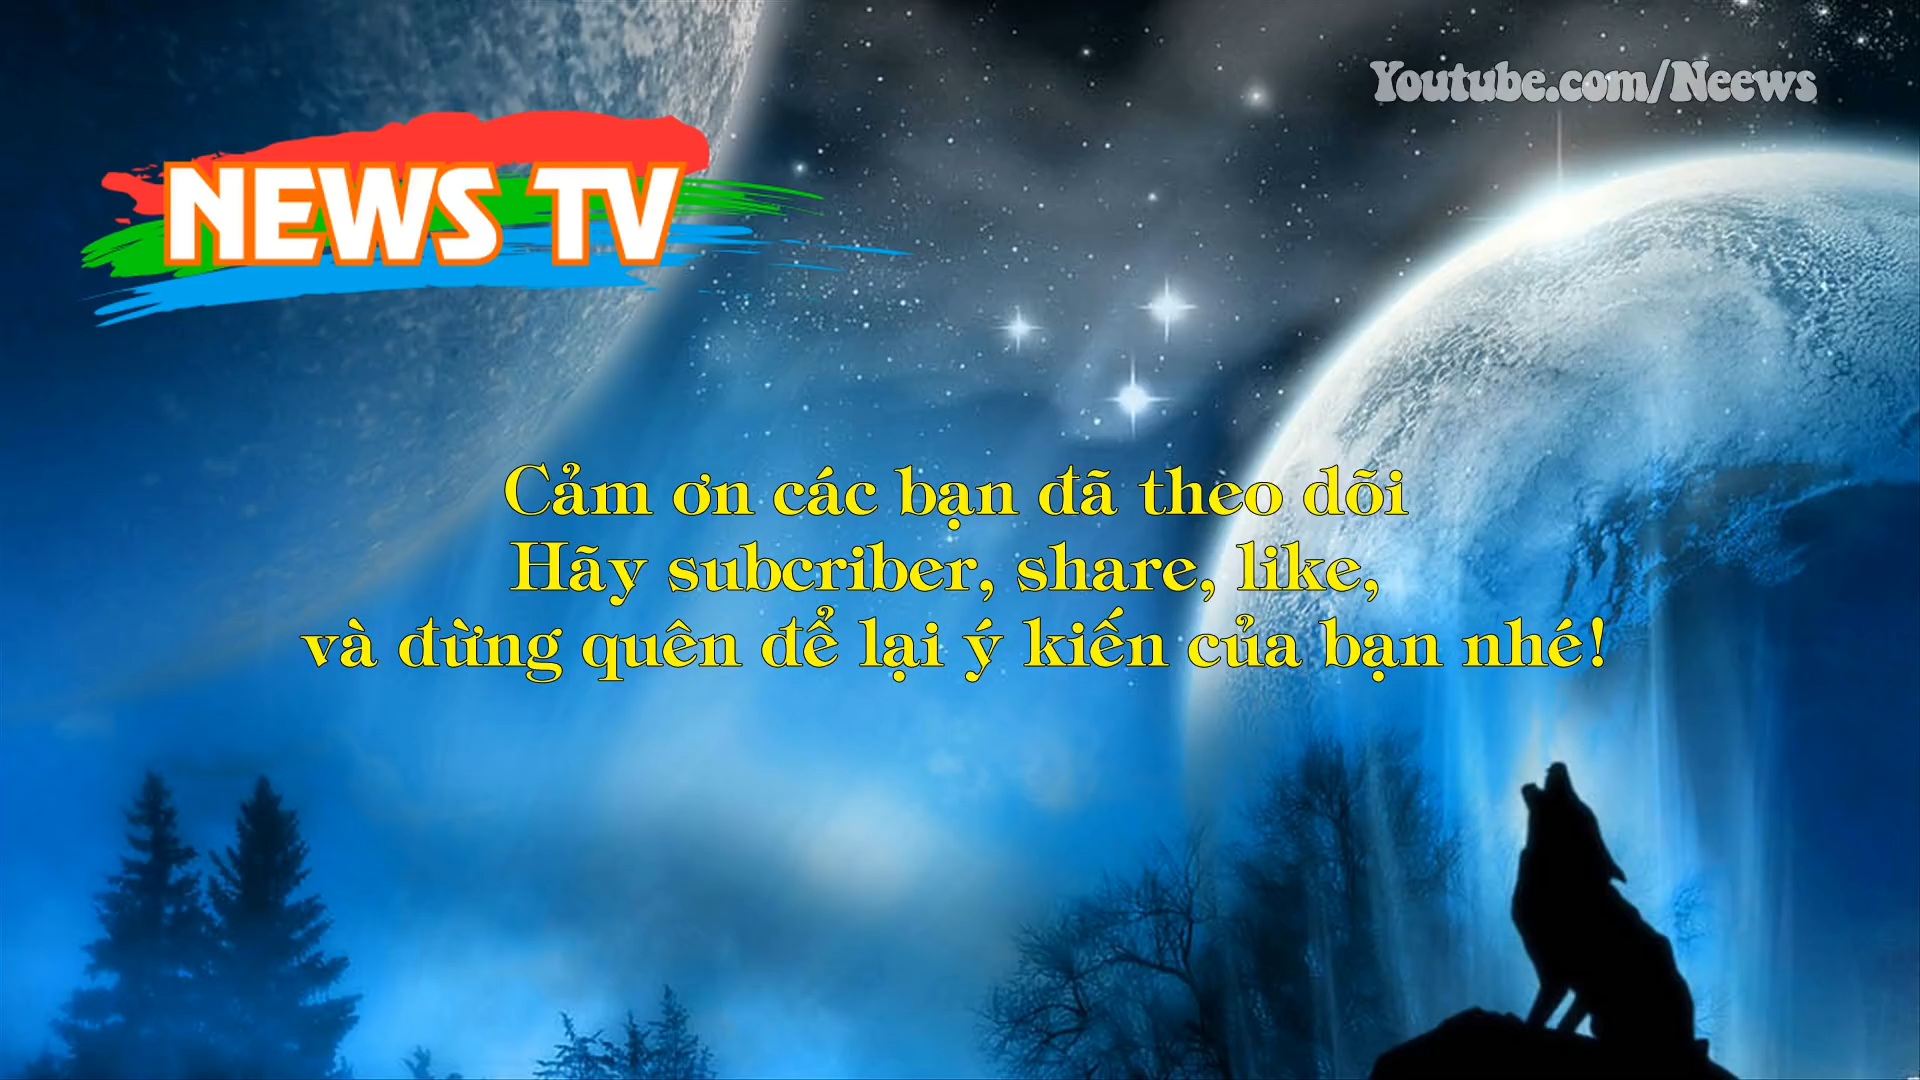 Youtube.com/Neews
NEWS TV
Cảm ơn các bạn đã theo dõi
Hãy subcriber, share, like,
và đừng quên để lại ý kiến của bạn nhé!